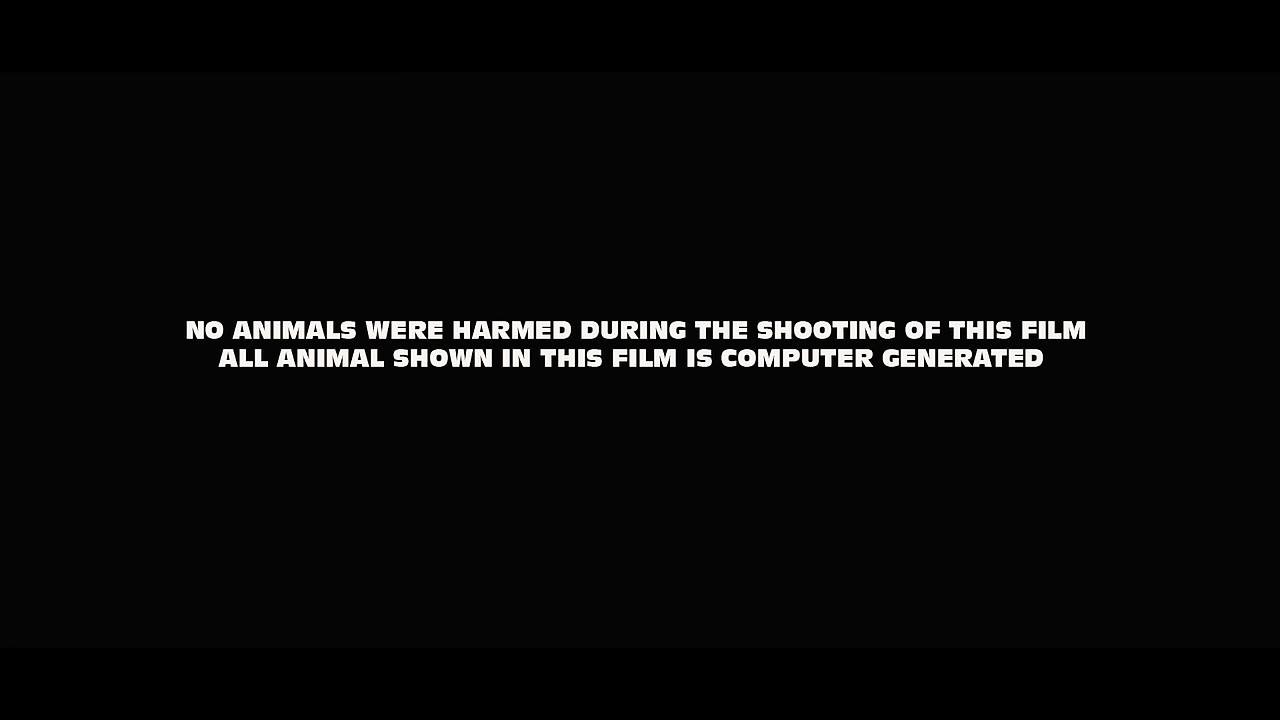 NO ANIMALS WERE HARMED DURING THE SHOOTING OF THIS FILM
ALL ANIMAL SHOWN IN THIS FILM IS COMPUTER GENERATED